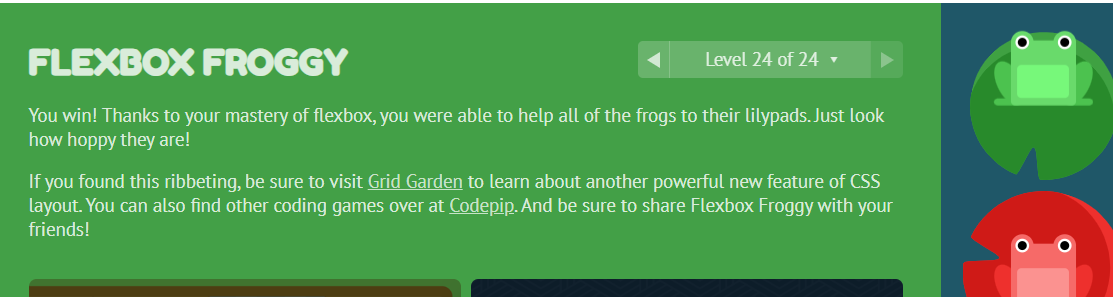 FLEXBOX FROGGY
Level 24 of 24
You win! Thanks to your mastery of flexbox, you were able to help all of the frogs to their lilypads. Just look
how hoppy they are!
If you found this ribbeting, be sure to visit Grid Garden to learn about another powerful new feature of CSS
layout. You can also find other coding games over at Codepip. And be sure to share Flexbox Froggy with your
friends!